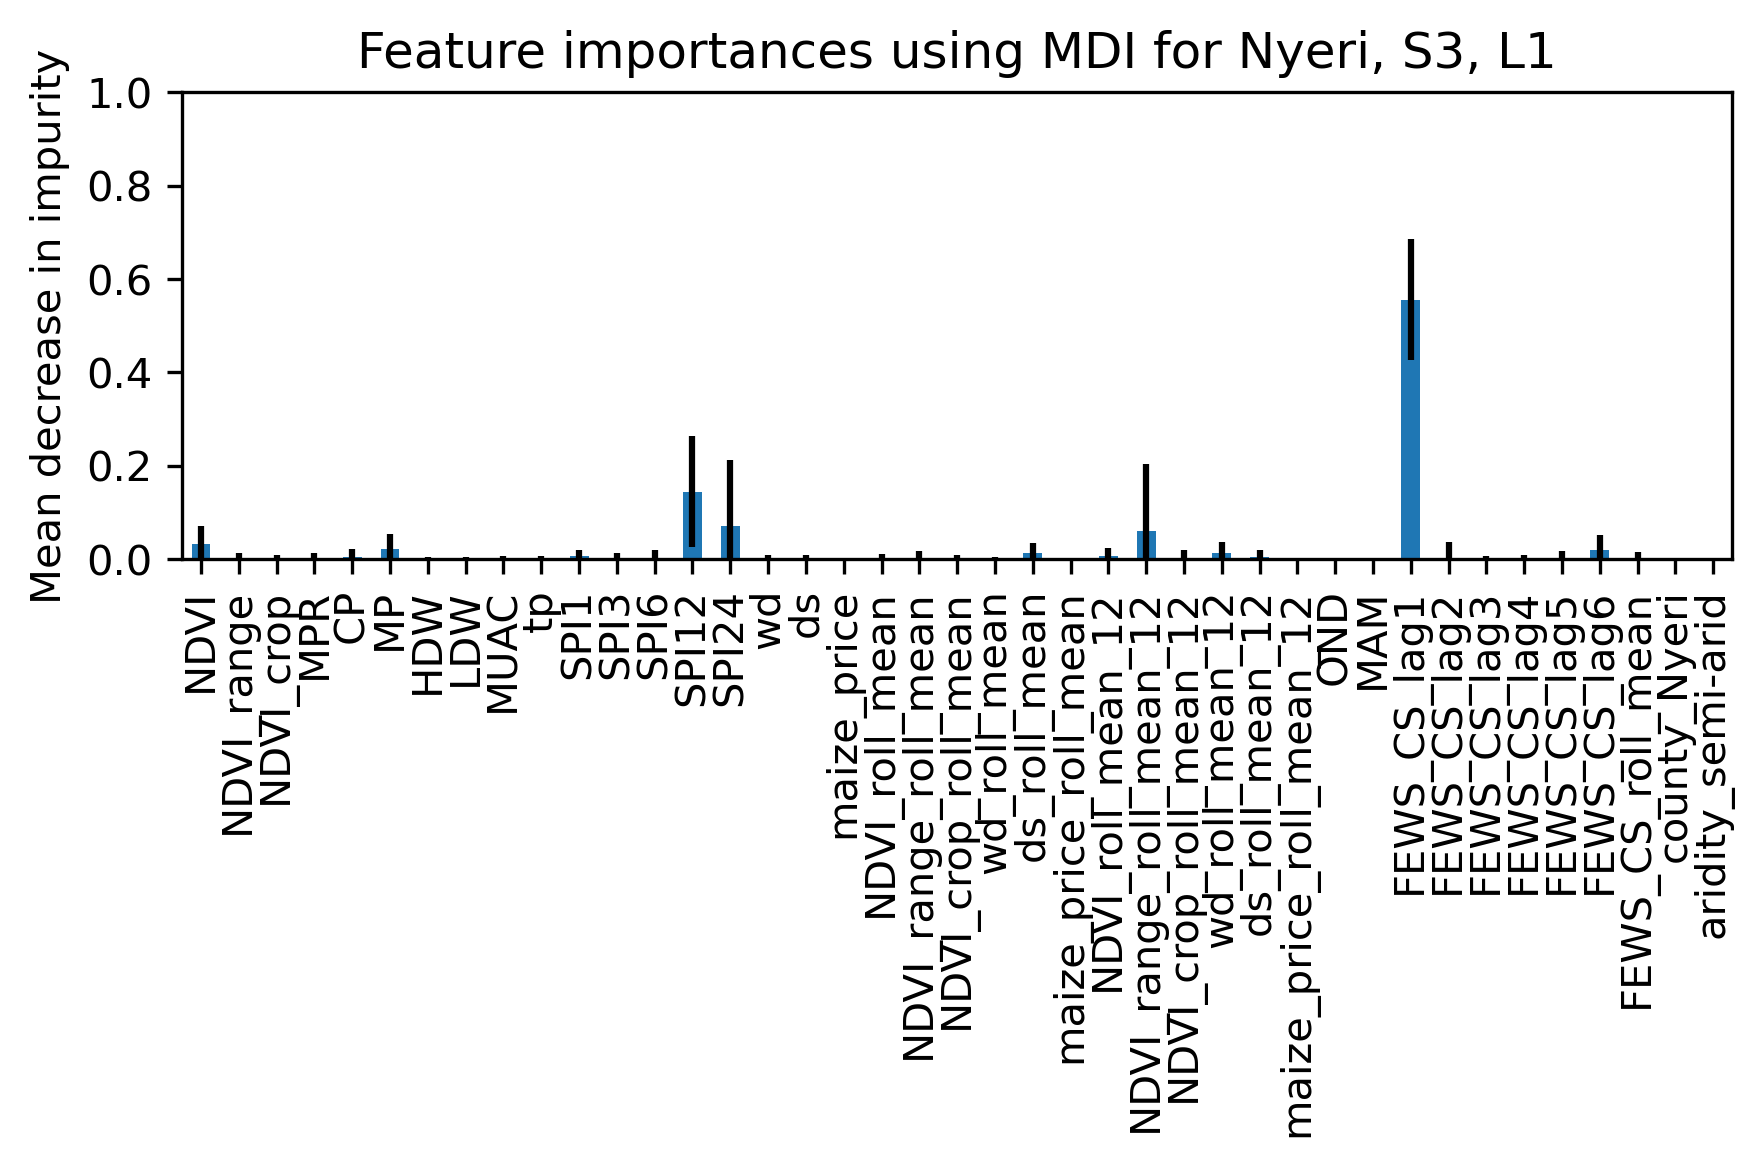 Feature importances using MDI for Nyeri, S3, L1
Mean decrease in impurity
1.0
0.8
0.6
0.4
0.2
0.0
NDVI
NDVI_range
NDVI_crop
MPR
CP
MP
HDW
LDW
MUAC
tp
SPI1
SPI3
SPI6
SPI12
SPI24
wd
ds
maize_price
NDVI_roll_mean
NDVI_range_roll_mean
NDVI_crop_roll_mean
wd_roll_mean
ds_roll_mean
maize_price_roll_mean
NDVI_roll_mean_12
NDVI_range_roll_mean_12
NDVI_crop_roll_mean_12
wd_roll_mean_12
ds_roll_mean_12
maize_price_roll_mean_12
OND
MAM
FEWS_CS_lag1
FEWS_CS_lag2
FEWS_CS_lag3
FEWS_CS_lag4
FEWS_CS_lag5
FEWS_CS_lag6
FEWS_CS_roll_mean
county_Nyeri
aridity_semi-arid